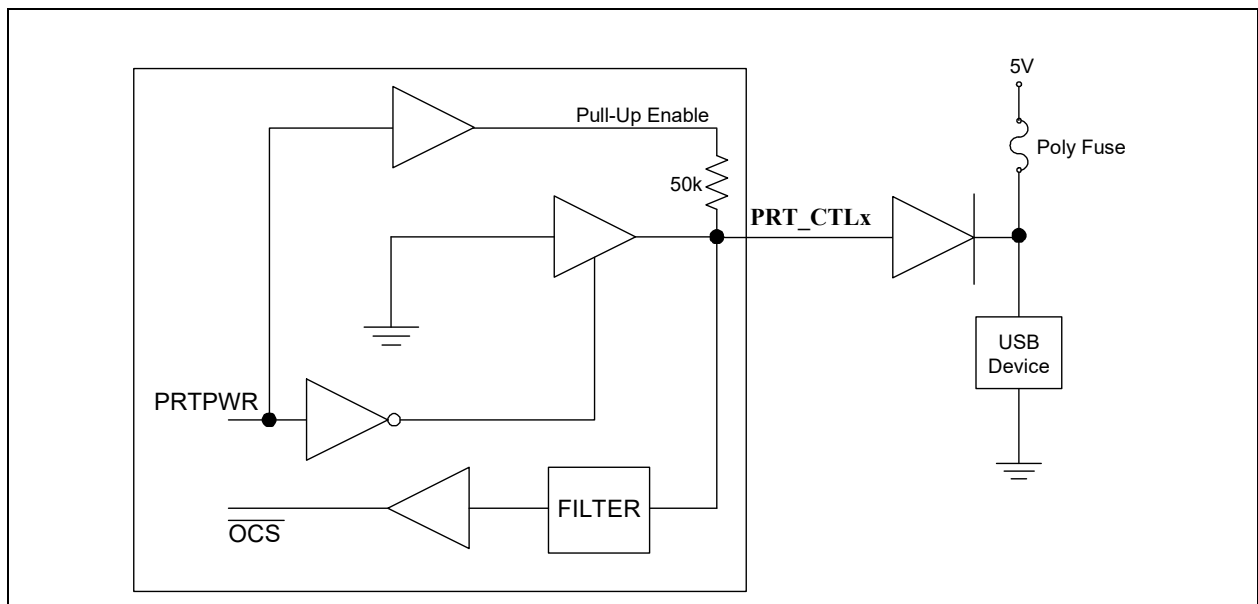 5V
Pull-Up Enable
Poly Fuse
50k
PRT_CTLx
USB
Device
PRTPWR
FILTER
OCS